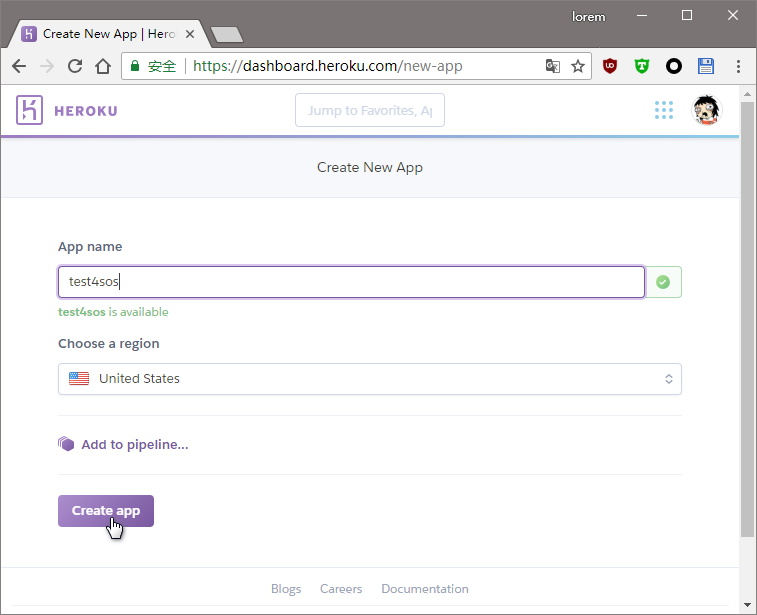 lorem
Create New App | Hero
安全 https://dashboard.heroku.com/new-app
HEROKU
Jump to Favorites, Ap
Create New App
App name
test4sos
test4sos is available
Choose a region
United States
Add to pipeline...
Create app
Blogs Careers Documentation